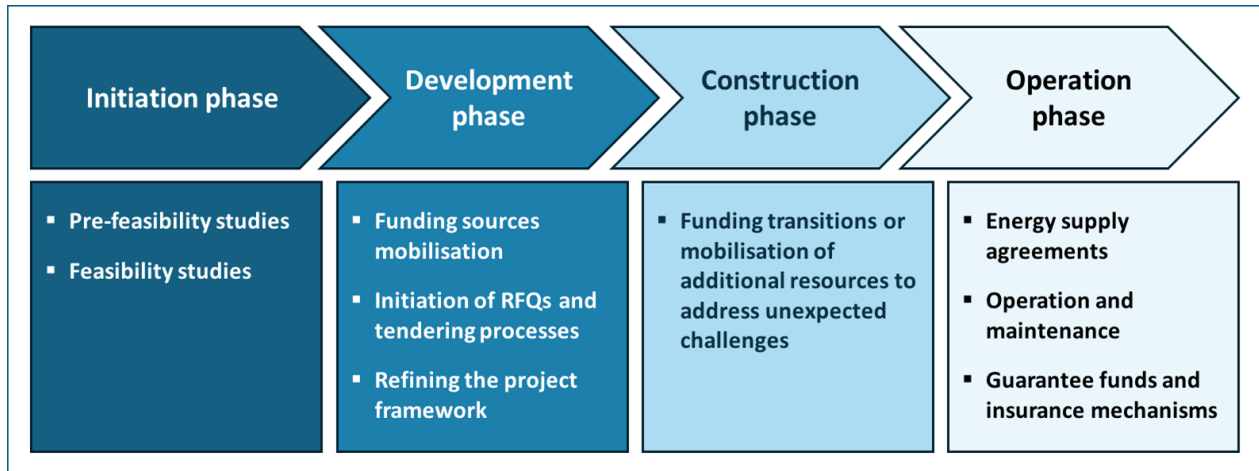 Initiation phase
Development
phase
Construction
phase
Operation
phase
▪ Pre-feasibility studies
▪ Feasibility studies
▪ Funding sources
mobilisation
▪ Initiation of RFQs and
tendering processes
▪ Refining the project
framework
▪ Funding transitions or
mobilisation of
additional resources to
address unexpected
challenges
▪ Energy supply
agreements
▪ Operation and
maintenance
▪ Guarantee funds and
insurance mechanisms